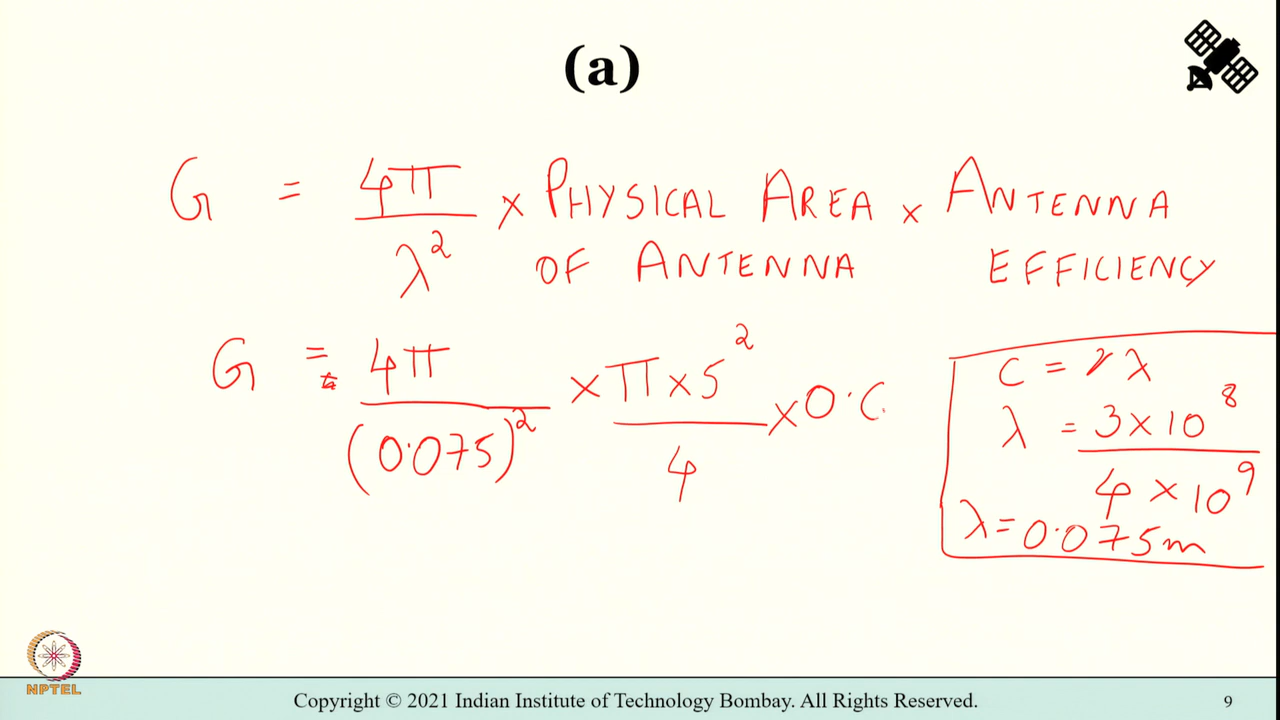 (a)
G = 4π / λ² × PHYSICAL AREA OF ANTENNA × ANTENNA EFFICIENCY
G = 4π / (0.075)² × π × 5² / 4 × 0.
C = ν λ
λ = 3 × 10⁸ / 4 × 10⁹
λ = 0.075m
NPTEL
Copyright © 2021 Indian Institute of Technology Bombay. All Rights Reserved.
9